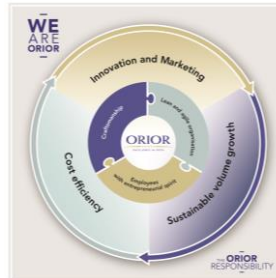 WE
ARE
ORIOR
Innovation and Marketing
Craftsmanship
Lean and agile organisation
ORIOR
Employees
with entrepreneurial spirit
Cost efficiency
Sustainable volume growth
THE ORIOR
RESPONSIBILITY